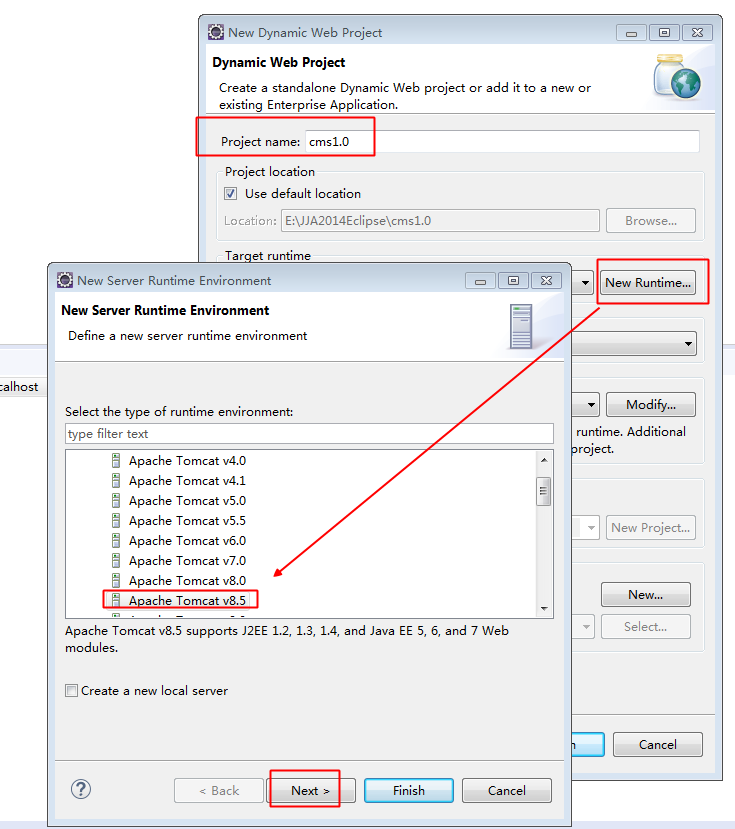 New Dynamic Web Project
Dynamic Web Project
Create a standalone Dynamic Web project or add it to a new or
existing Enterprise Application.
Project name: cms1.0
Project location
Use default location
Location: E:\JJA2014Eclipse\cms1.0 Browse...
Target runtime
New Runtime...
Modify...
runtime. Additional
project.
New Project...
New...
Select...
Cancel
calhost
New Server Runtime Environment
New Server Runtime Environment
Define a new server runtime environment
Select the type of runtime environment:
type filter text
Apache Tomcat v4.0
Apache Tomcat v4.1
Apache Tomcat v5.0
Apache Tomcat v5.5
Apache Tomcat v6.0
Apache Tomcat v7.0
Apache Tomcat v8.0
Apache Tomcat v8.5
Apache Tomcat v8.5 supports J2EE 1.2, 1.3, 1.4, and Java EE 5, 6, and 7 Web
modules.
Create a new local server
? < Back Next > Finish Cancel